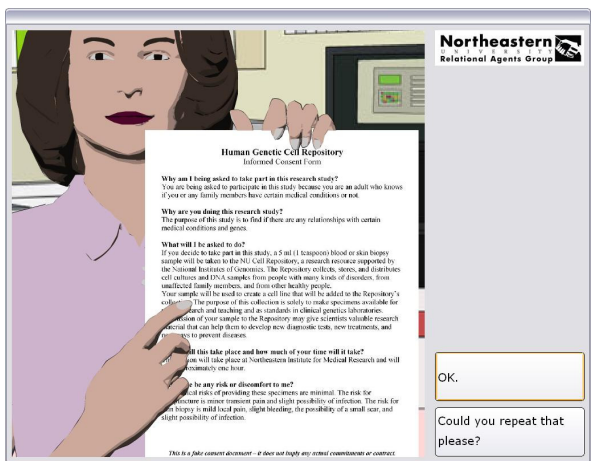 Northeastern
UNIVERSITY
Relational Agents Group
Human Genetic Cell Repository
Informed Consent Form
Why am I being asked to take part in this research study?
You are being asked to participate in this study because you are an adult who knows
if you or any family members have certain medical conditions or not.
Why are you doing this research study?
The purpose of this study is to find if there are any relationships with certain
medical conditions and genes.
What will I be asked to do?
If you decide to take part in this study, a 5 ml (1 teaspoon) blood or skin biopsy
sample will be taken to the NU Cell Repository, a research resource supported by
the National Institutes of Genomics. The Repository collects, stores, and distributes
cell cultures and DNA samples from people with many kinds of disorders, from
unaffected family members, and from other healthy people.
Your sample will be used to create a cell line that will be added to the Repository's
The purpose of this collection is solely to make specimens available for
search and teaching and as standards in clinical genetics laboratories.
ssion of your sample to the Repository may give scientists valuable research
terial that can help them to develop new diagnostic tests, new treatments, and
ways to prevent diseases.
ill this take place and how much of your time will it take?
on will take place at Northeastern Institute for Medical Research and will
roximately one hour.
e be any risk or discomfort to me?
cal risks of providing these specimens are minimal. The risk for
uncture is minor transient pain and slight possibility of infection. The risk for
n biopsy is mild local pain, slight bleeding, the possibility of a small scar, and
slight possibility of infection.
This is a fake consent document – it does not imply any actual commitments or contract.
OK.
Could you repeat that
please?